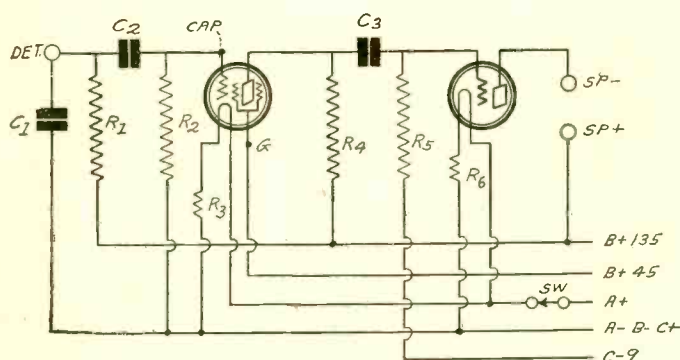 C2
CAP.
C3
DET.
SP-
C1
R1
R2
G
R4
R5
R6
SP+
R3
B+135
B+45
SW
A+
A- B- C+
C-9